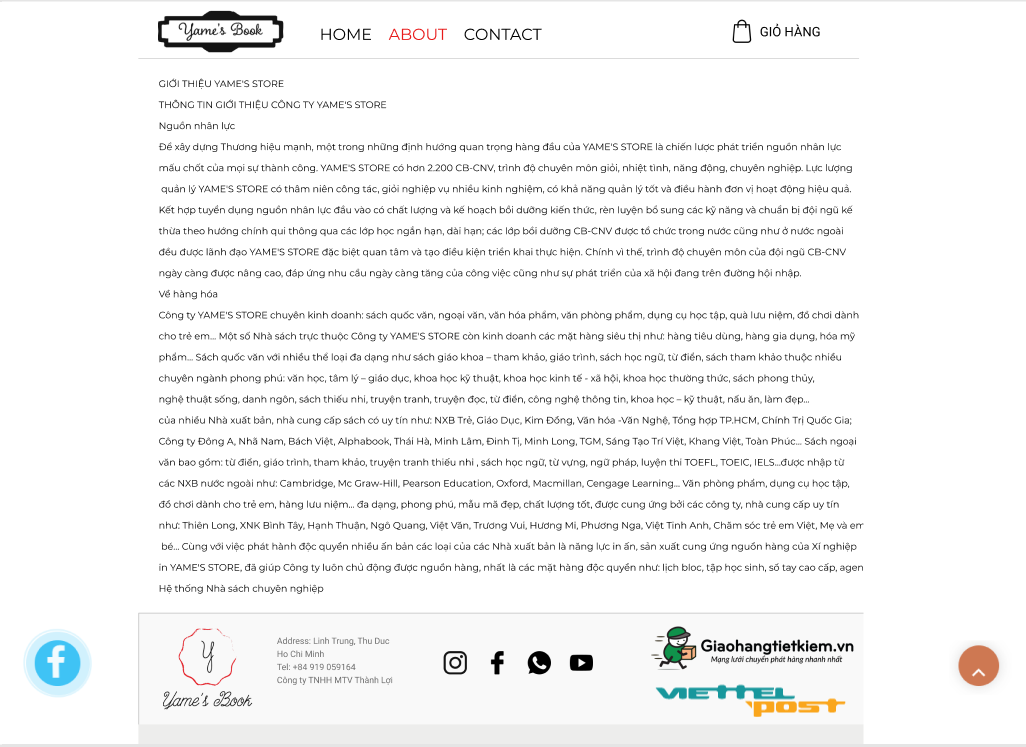 Yame's Book
HOME ABOUT CONTACT
GIỎ HÀNG
GIỚI THIỆU YAME'S STORE
THÔNG TIN GIỚI THIỆU CÔNG TY YAME'S STORE
Nguồn nhân lực
Để xây dựng Thương hiệu mạnh, một trong những định hướng quan trọng hàng đầu của YAME'S STORE là chiến lược phát triển nguồn nhân lực
mấu chốt của mọi sự thành công. YAME'S STORE có hơn 2.200 CB-CNV, trình độ chuyên môn giỏi, nhiệt tình, năng động, chuyên nghiệp. Lực lượng
quản lý YAME'S STORE có thâm niên công tác, giỏi nghiệp vụ nhiều kinh nghiệm, có khả năng quản lý tốt và điều hành đơn vị hoạt động hiệu quả.
Kết hợp tuyển dụng nguồn nhân lực đầu vào có chất lượng và kế hoạch bồi dưỡng kiến thức, rèn luyện bổ sung các kỹ năng và chuẩn bị đội ngũ kế
thừa theo hướng chính qui thông qua các lớp học ngắn hạn, dài hạn; các lớp bồi dưỡng CB-CNV được tổ chức trong nước cũng như ở nước ngoài
đều được lãnh đạo YAME'S STORE đặc biệt quan tâm và tạo điều kiện triển khai thực hiện. Chính vì thế, trình độ chuyên môn của đội ngũ CB-CNV
ngày càng được nâng cao, đáp ứng nhu cầu ngày càng tăng của công việc cũng như sự phát triển của xã hội đang trên đường hội nhập.
Về hàng hóa
Công ty YAME'S STORE chuyên kinh doanh: sách quốc văn, ngoại văn, văn hóa phẩm, văn phòng phẩm, dụng cụ học tập, quà lưu niệm, đồ chơi dành
cho trẻ em… Một số Nhà sách trực thuộc Công ty YAME'S STORE còn kinh doanh các mặt hàng siêu thị như: hàng tiêu dùng, hàng gia dụng, hóa mỹ
phẩm… Sách quốc văn với nhiều thể loại đa dạng như sách giáo khoa – tham khảo, giáo trình, sách học ngữ, từ điển, sách tham khảo thuộc nhiều
chuyên ngành phong phú: văn học, tâm lý – giáo dục, khoa học kỹ thuật, khoa học kinh tế - xã hội, khoa học thường thức, sách phong thủy,
nghệ thuật sống, danh ngôn, sách thiếu nhi, truyện tranh, truyện đọc, từ điển, công nghệ thông tin, khoa học – kỹ thuật, nấu ăn, làm đẹp…
của nhiều Nhà xuất bản, nhà cung cấp sách có uy tín như: NXB Trẻ, Giáo Dục, Kim Đồng, Văn hóa -Văn Nghệ, Tổng hợp TP.HCM, Chính Trị Quốc Gia;
Công ty Đông A, Nhã Nam, Bách Việt, Alphabook, Thái Hà, Minh Lâm, Đinh Tị, Minh Long, TGM, Sáng Tạo Trí Việt, Khang Việt, Toàn Phúc… Sách ngoại
văn bao gồm: từ điển, giáo trình, tham khảo, truyện tranh thiếu nhi , sách học ngữ, từ vựng, ngữ pháp, luyện thi TOEFL, TOEIC, IELS…được nhập từ
các NXB nước ngoài như: Cambridge, Mc Graw-Hill, Pearson Education, Oxford, Macmillan, Cengage Learning… Văn phòng phẩm, dụng cụ học tập,
đồ chơi dành cho trẻ em, hàng lưu niệm… đa dạng, phong phú, mẫu mã đẹp, chất lượng tốt, được cung ứng bởi các công ty, nhà cung cấp uy tín
như: Thiên Long, XNK Bình Tây, Hạnh Thuận, Ngô Quang, Việt Văn, Trương Vui, Hương Mi, Phương Nga, Việt Tinh Anh, Chăm sóc trẻ em Việt, Mẹ và em
bé… Cùng với việc phát hành độc quyền nhiều ấn bản các loại của các Nhà xuất bản là năng lực in ấn, sản xuất cung ứng nguồn hàng của Xí nghiệp
in YAME'S STORE, đã giúp Công ty luôn chủ động được nguồn hàng, nhất là các mặt hàng độc quyền như: lịch bloc, tập học sinh, sổ tay cao cấp, agen
Hệ thống Nhà sách chuyên nghiệp
Y
Yame's Book
Address: Linh Trung, Thu Duc
Ho Chi Minh
Tel: +84 919 059164
Công ty TNHH MTV Thành Lợi
Giaohangtietkiem.vn
Mạng lưới chuyển phát hàng nhanh nhất
VIETTEL
post